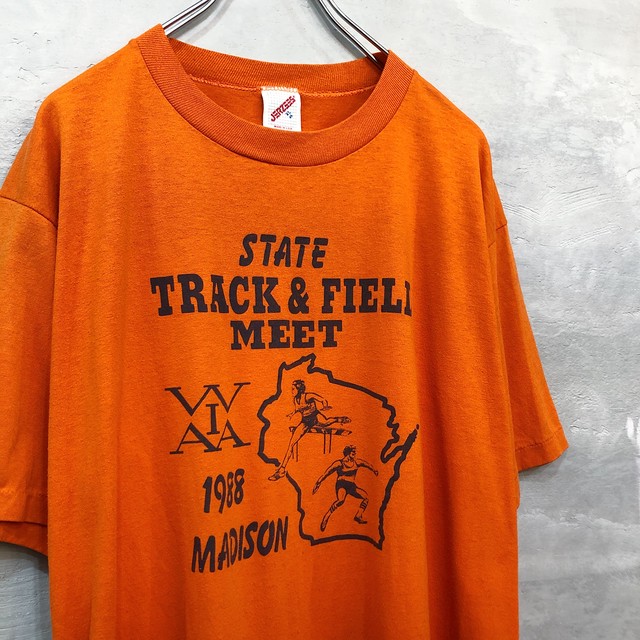 JERZEES
STATE
TRACK & FIELD
MEET
WIAA
1988
MADISON